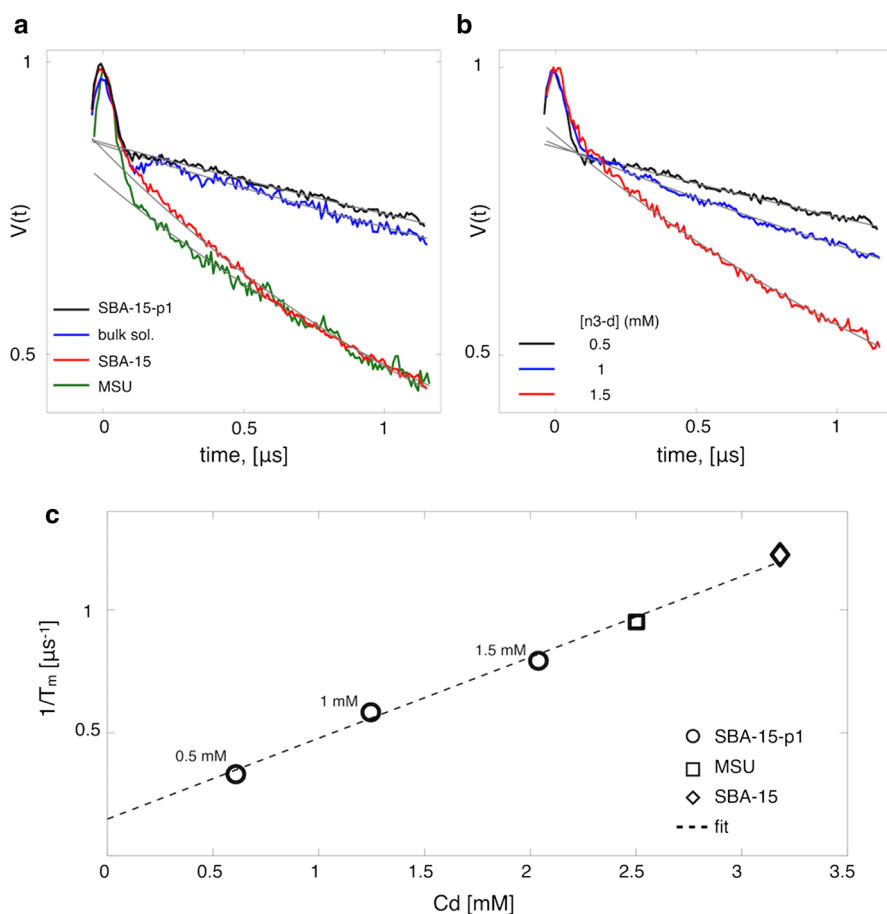 a
1
0.5
V(t)
0
0.5
1
time, [μs]
SBA-15-p1
bulk sol.
SBA-15
MSU
b
1
0.5
V(t)
0
0.5
1
time, [μs]
[n3-d] (mM)
0.5
1
1.5
c
1
0.5
1/Tm [μs-1]
0.5 mM
1 mM
1.5 mM
SBA-15-p1
MSU
SBA-15
fit
0 0.5 1 1.5 2 2.5 3 3.5
Cd [mM]